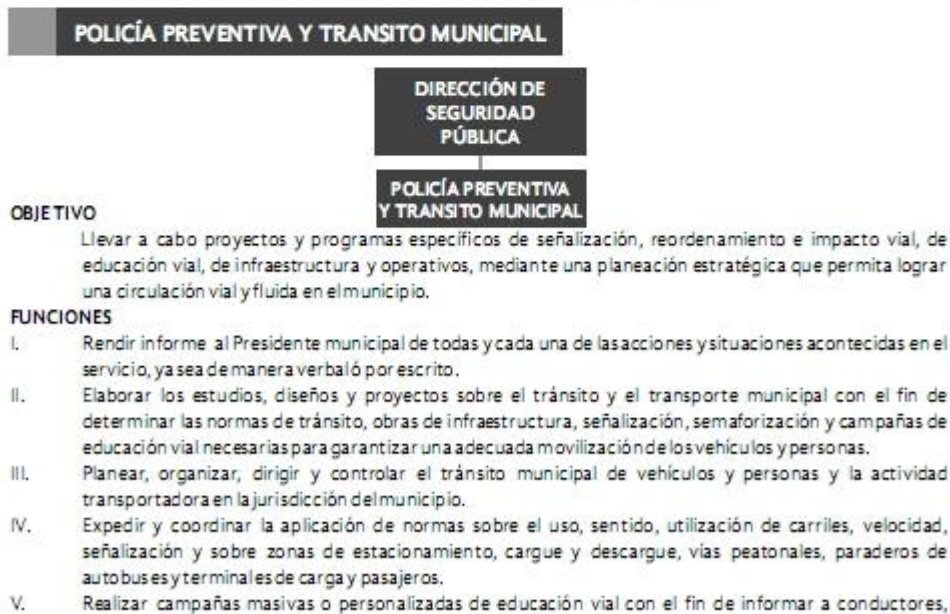 POLICÍA PREVENTIVA Y TRANSITO MUNICIPAL
DIRECCIÓN DE
SEGURIDAD
PÚBLICA
POLICÍA PREVENTIVA
Y TRANSITO MUNICIPAL
OBJETIVO
Llevar a cabo proyectos y programas específicos de señalización, reordenamiento e impacto vial, de
educación vial, de infraestructura y operativos, mediante una planeación estratégica que permita lograr
una circulación vial y fluida en el municipio.
FUNCIONES
I. Rendir informe al Presidente municipal de todas y cada una de las acciones y situaciones acontecidas en el
servicio, ya sea de manera verbal ó por escrito.
II. Elaborar los estudios, diseños y proyectos sobre el tránsito y el transporte municipal con el fin de
determinar las normas de tránsito, obras de infraestructura, señalización, semaforización y campañas de
educación vial necesarias para garantizar una adecuada movilización de los vehículos y personas.
III. Planear, organizar, dirigir y controlar el tránsito municipal de vehículos y personas y la actividad
transportadora en la jurisdicción del municipio.
IV. Expedir y coordinar la aplicación de normas sobre el uso, sentido, utilización de carriles, velocidad,
señalización y sobre zonas de estacionamiento, cargue y descargue, vías peatonales, paraderos de
autobuses y terminales de carga y pasajeros.
V. Realizar campañas masivas o personalizadas de educación vial con el fin de informar a conductores,